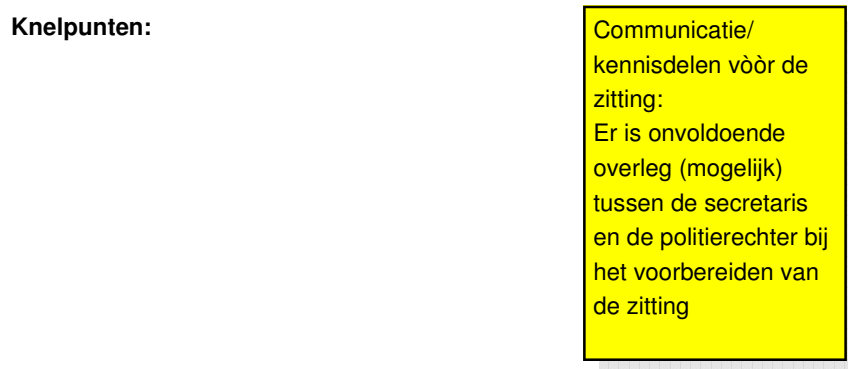 Knelpunten:
Communicatie/
kennisdelen vòòr de
zitting:
Er is onvoldoende
overleg (mogelijk)
tussen de secretaris
en de politierechter bij
het voorbereiden van
de zitting